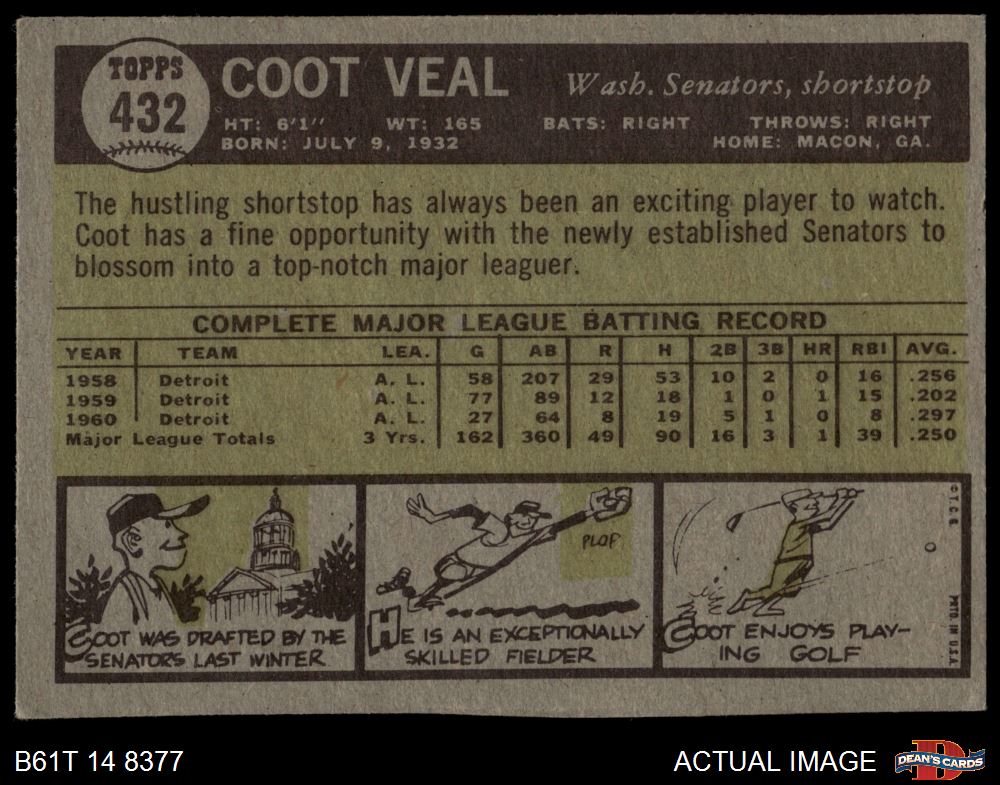 TOPPS
432
COOT VEAL
Wash. Senators, shortstop
HT: 6'1" WT: 165 BATS: RIGHT THROWS: RIGHT
BORN: JULY 9, 1932 HOME: MACON, GA.
The hustling shortstop has always been an exciting player to watch.
Coot has a fine opportunity with the newly established Senators to
blossom into a top-notch major leaguer.
COMPLETE MAJOR LEAGUE BATTING RECORD
YEAR TEAM LEA. G AB R H 2B 3B HR RBI AVG.
1958 Detroit A. L. 58 207 29 53 10 2 0 16 .256
1959 Detroit A. L. 77 89 12 18 1 0 1 15 .202
1960 Detroit A. L. 27 64 8 19 5 1 0 8 .297
Major League Totals 3 Yrs. 162 360 49 90 16 3 1 39 .250
COOT WAS DRAFTED BY THE
SENATORS LAST WINTER
PLOP
HE IS AN EXCEPTIONALLY
SKILLED FIELDER
COOT ENJOYS PLAY-
ING GOLF
© T.C.G.
PRTD. IN U.S.A.
B61T 14 8377
ACTUAL IMAGE
DEAN'S CARDS